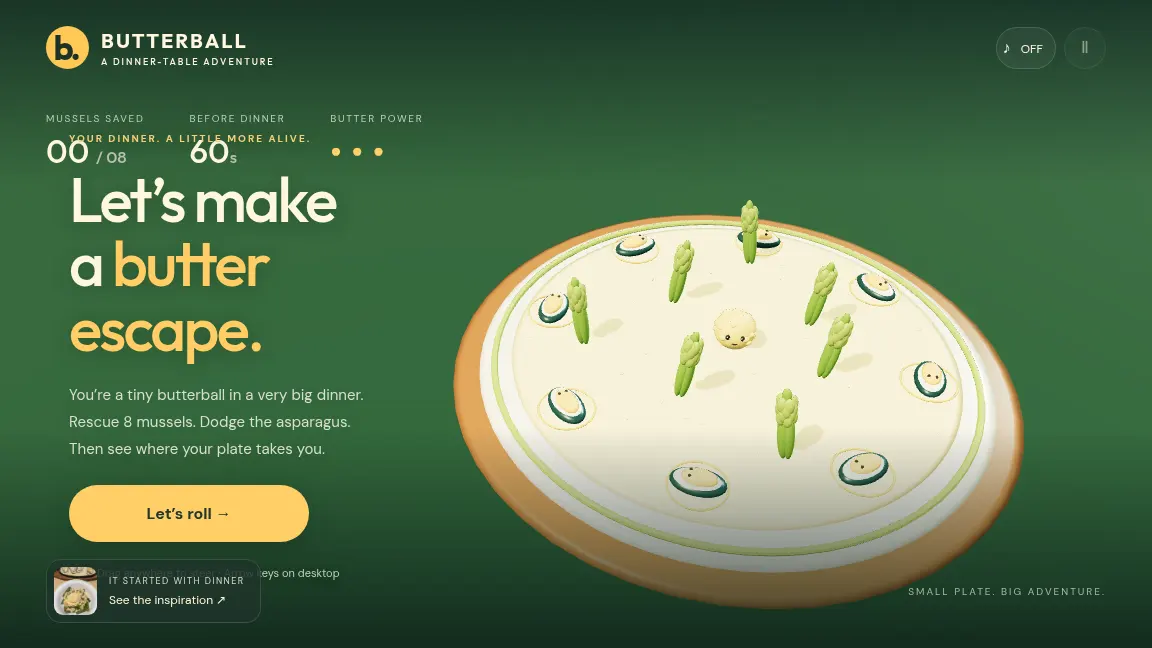 b.
BUTTERBALL
A DINNER-TABLE ADVENTURE
♪ OFF
MUSSELS SAVED
BEFORE DINNER
BUTTER POWER
YOUR DINNER. A LITTLE MORE ALIVE.
00 / 08
60s
Let’s make
a butter
escape.
You’re a tiny butterball in a very big dinner.
Rescue 8 mussels. Dodge the asparagus.
Then see where your plate takes you.
Let’s roll →
keys on desktop
IT STARTED WITH DINNER
See the inspiration ↗
SMALL PLATE. BIG ADVENTURE.